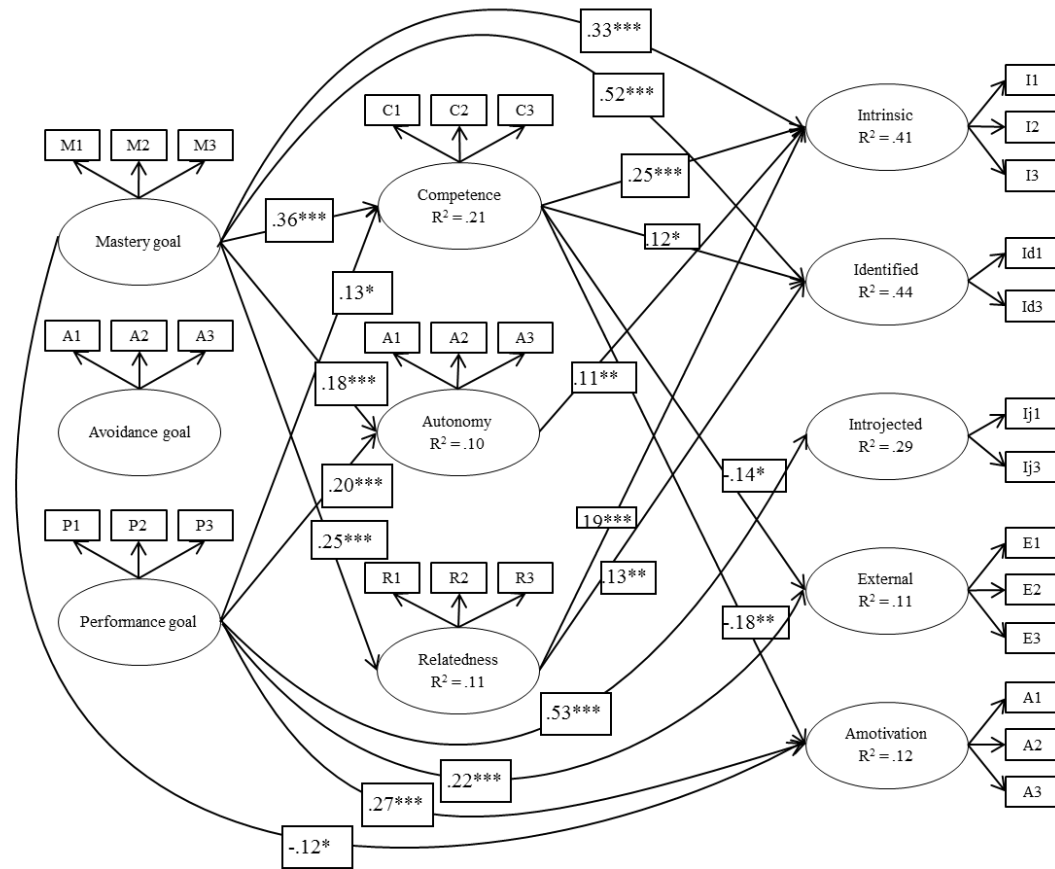 .33***
I1
C1 C2 C3
.52***
Intrinsic
R² = .41
I2
M1 M2 M3
.25***
I3
Competence
R² = .21
.36***
Mastery goal
.12*
Id1
Identified
R² = .44
.13*
Id3
A1 A2 A3
A1 A2 A3
.18***
.11**
Ij1
Introjected
R² = .29
Autonomy
R² = .10
Avoidance goal
Ij3
-.14*
.20***
P1 P2 P3
.19***
.25***
E1
R1 R2 R3
.13**
External
R² = .11
E2
Performance goal
-.18**
E3
Relatedness
R² = .11
A1
.53***
Amotivation
R² = .12
A2
.22***
A3
.27***
-.12*